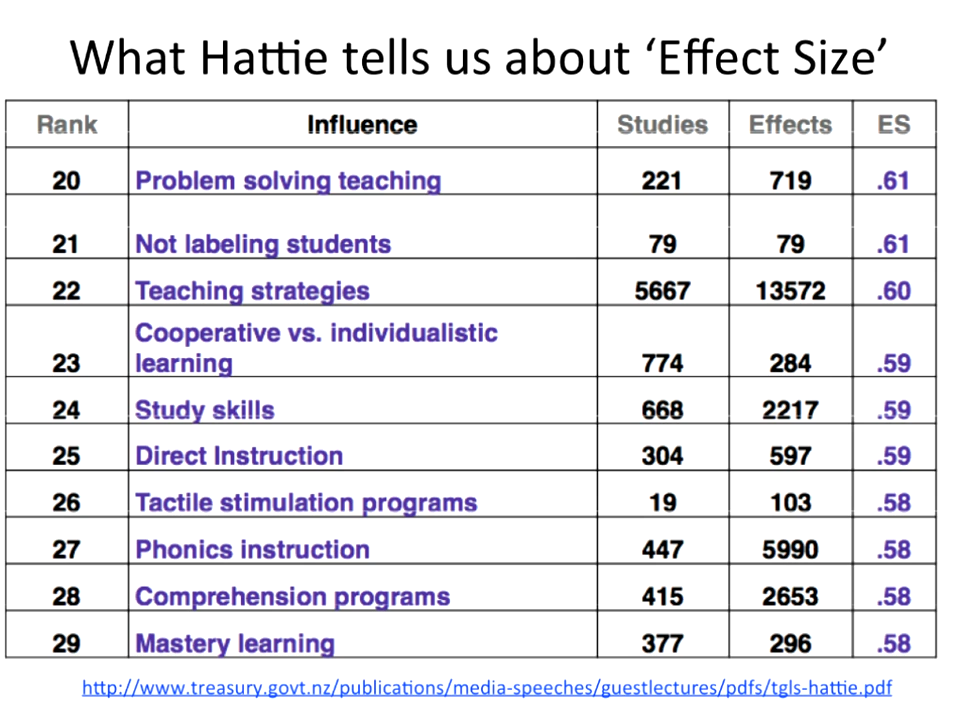 What Hattie tells us about ‘Effect Size’
Rank Influence Studies Effects ES
20 Problem solving teaching 221 719 .61
21 Not labeling students 79 79 .61
22 Teaching strategies 5667 13572 .60
Cooperative vs. individualistic
23 learning 774 284 .59
24 Study skills 668 2217 .59
25 Direct Instruction 304 597 .59
26 Tactile stimulation programs 19 103 .58
27 Phonics instruction 447 5990 .58
28 Comprehension programs 415 2653 .58
29 Mastery learning 377 296 .58
http://www.treasury.govt.nz/publications/media-speeches/guestlectures/pdfs/tgls-hattie.pdf